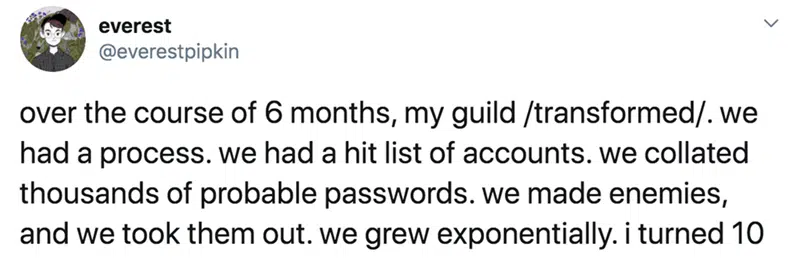 everest
@everestpipkin
over the course of 6 months, my guild /transformed/. we
had a process. we had a hit list of accounts. we collated
thousands of probable passwords. we made enemies,
and we took them out. we grew exponentially. i turned 10